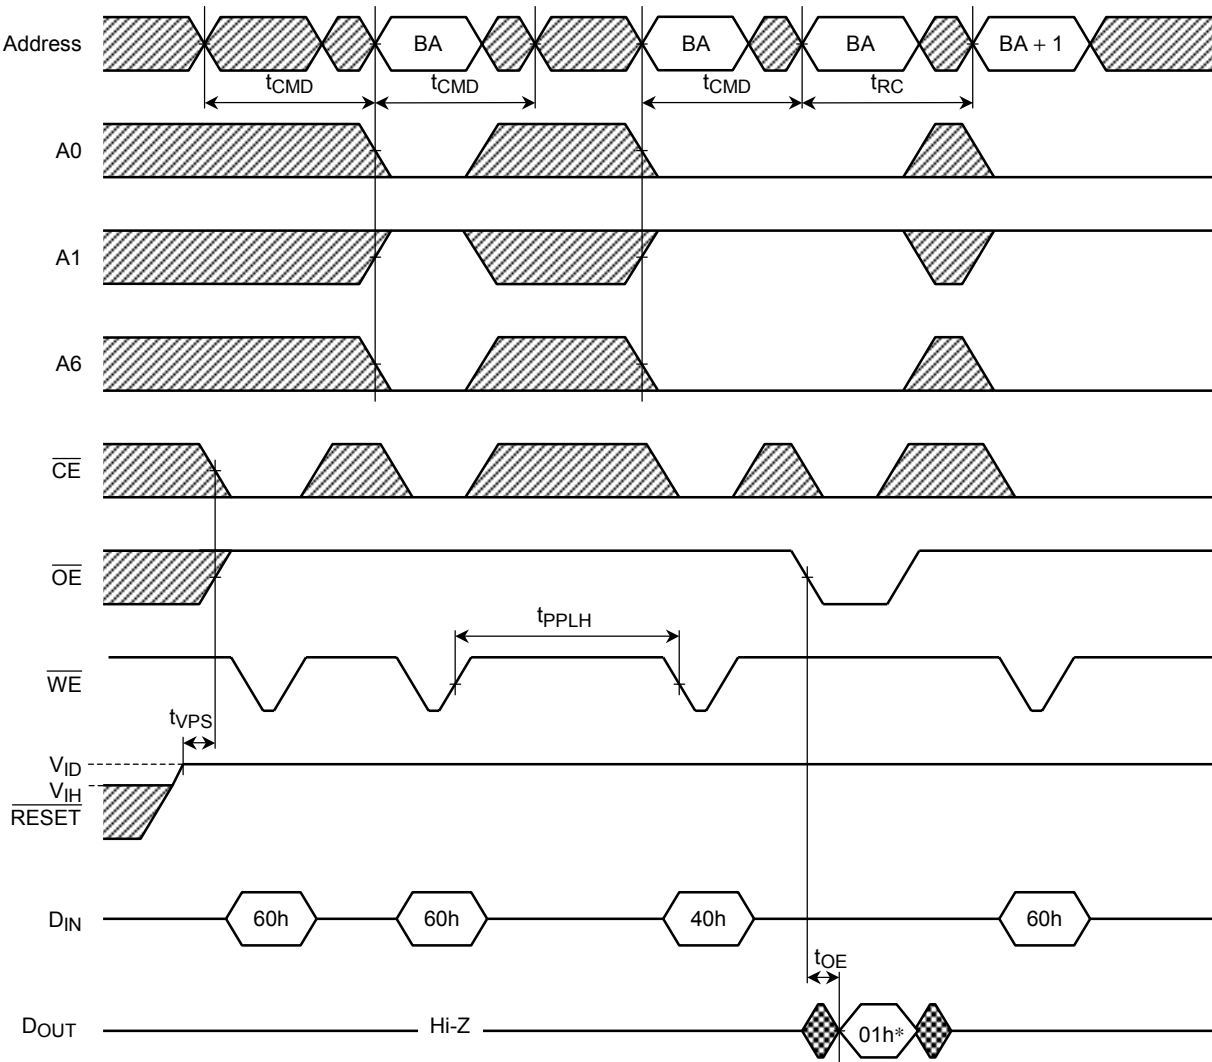 Address BA BA BA BA + 1
tCMD tCMD tCMD tRC
A0
A1
A6
CE
OE
tPPLH
WE
tVPS
VID
VIH
RESET
DIN 60h 60h 40h 60h
tOE
DOUT Hi-Z 01h*